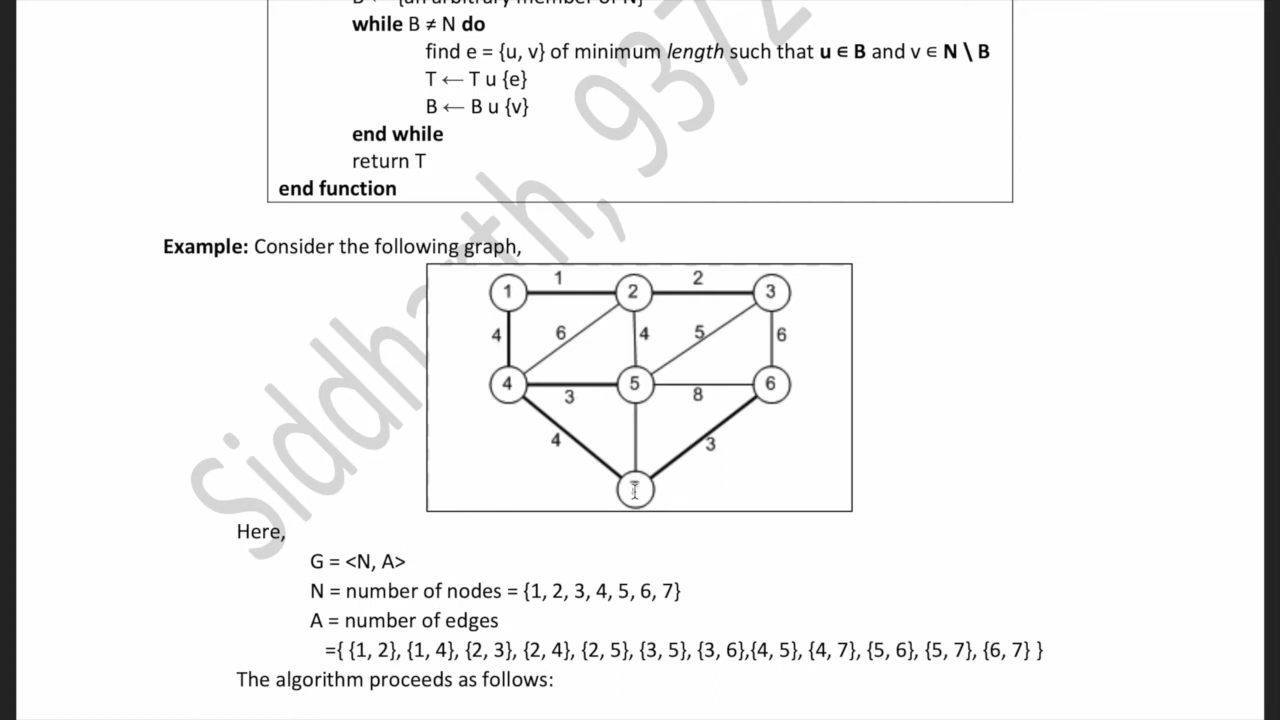 B ← {an arbitrary member of N}
while B ≠ N do
find e = {u, v} of minimum length such that u ∈ B and v ∈ N \ B
T ← T u {e}
B ← B u {v}
end while
return T
end function
Siddharth, 9372
Example: Consider the following graph,
1 2
1 2 3
4 6 4 5 6
4 5 6
3 8
4 3
Here,
G = <N, A>
N = number of nodes = {1, 2, 3, 4, 5, 6, 7}
A = number of edges
={ {1, 2}, {1, 4}, {2, 3}, {2, 4}, {2, 5}, {3, 5}, {3, 6},{4, 5}, {4, 7}, {5, 6}, {5, 7}, {6, 7} }
The algorithm proceeds as follows: